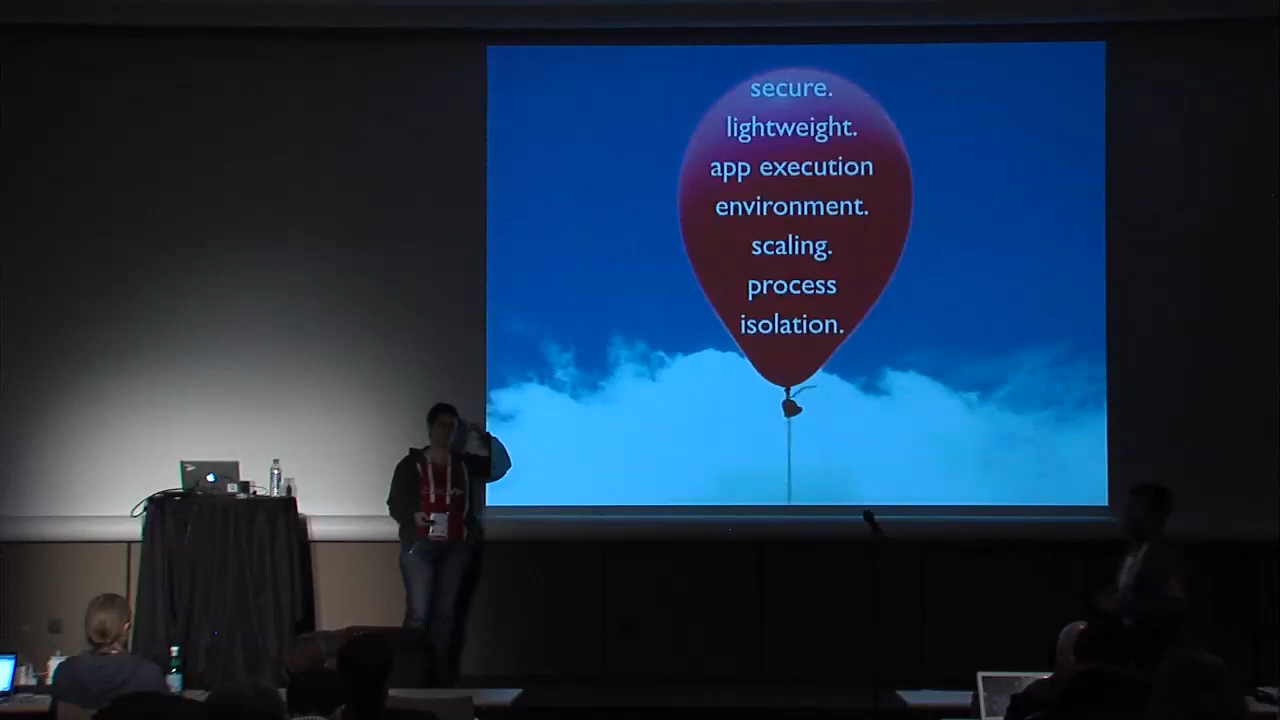 secure.
lightweight.
app execution
environment.
scaling.
process
isolation.